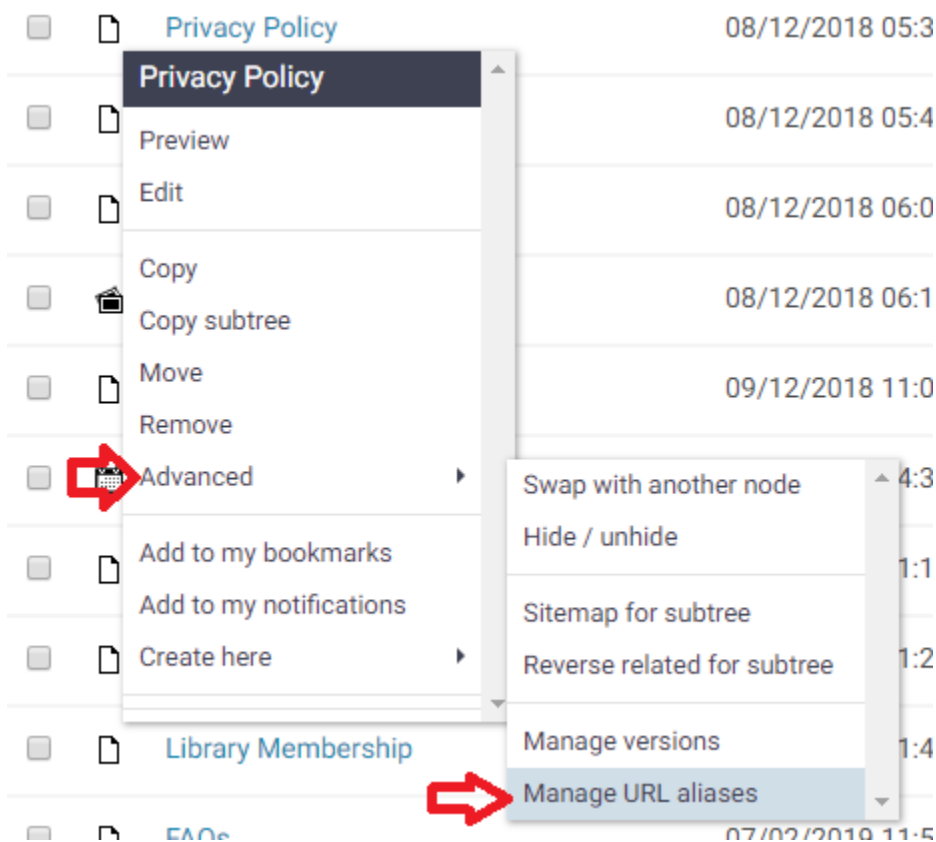 Privacy Policy 08/12/2018 05:3
Privacy Policy
08/12/2018 05:4
Preview
Edit
08/12/2018 06:0
Copy
08/12/2018 06:1
Copy subtree
Move
09/12/2018 11:0
Remove
Advanced
Swap with another node
4:3
Hide / unhide
Add to my bookmarks
1:1
Add to my notifications
Sitemap for subtree
Create here
Reverse related for subtree
1:2
Library Membership
Manage versions
1:4
Manage URL aliases
FAQs 07/02/2019 11:5